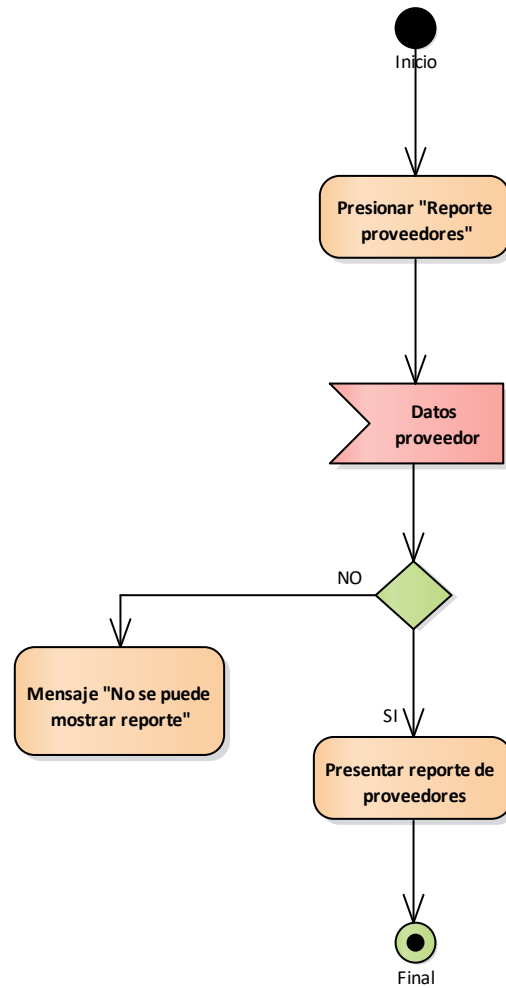 Inicio
Presionar "Reporte
proveedores"
Datos
proveedor
NO
Mensaje "No se puede
mostrar reporte"
SI
Presentar reporte de
proveedores
Final